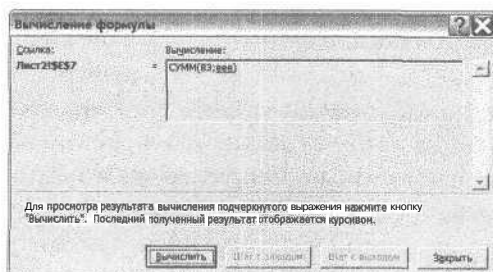 Вычисление формулы
Ссылка:
Вычисление:
Лист2!$E$7
= СУММ(B3;ввв)
Для просмотра результата вычисления подчеркнутого выражения нажмите кнопку
"Вычислить". Последний полученный результат отображается курсивом.
Вычислить
Шаг с заходом
Шаг с выходом
Закрыть